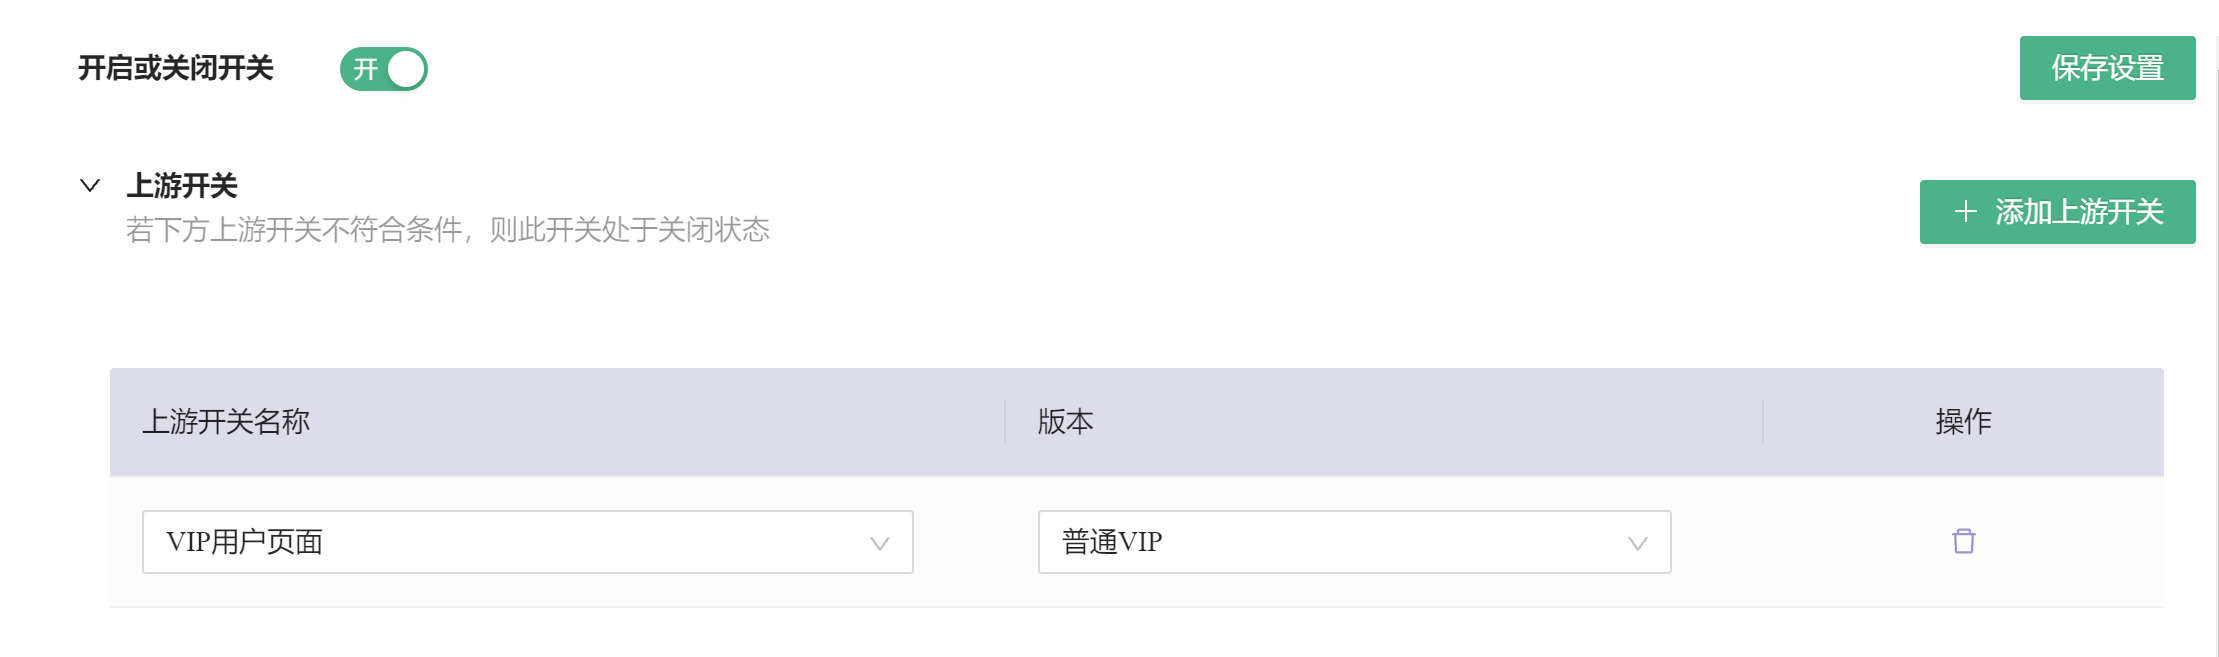 开启或关闭开关
开
保存设置
上游开关
若下方上游开关不符合条件，则此开关处于关闭状态
添加上游开关
上游开关名称
版本
操作
VIP用户页面
普通VIP